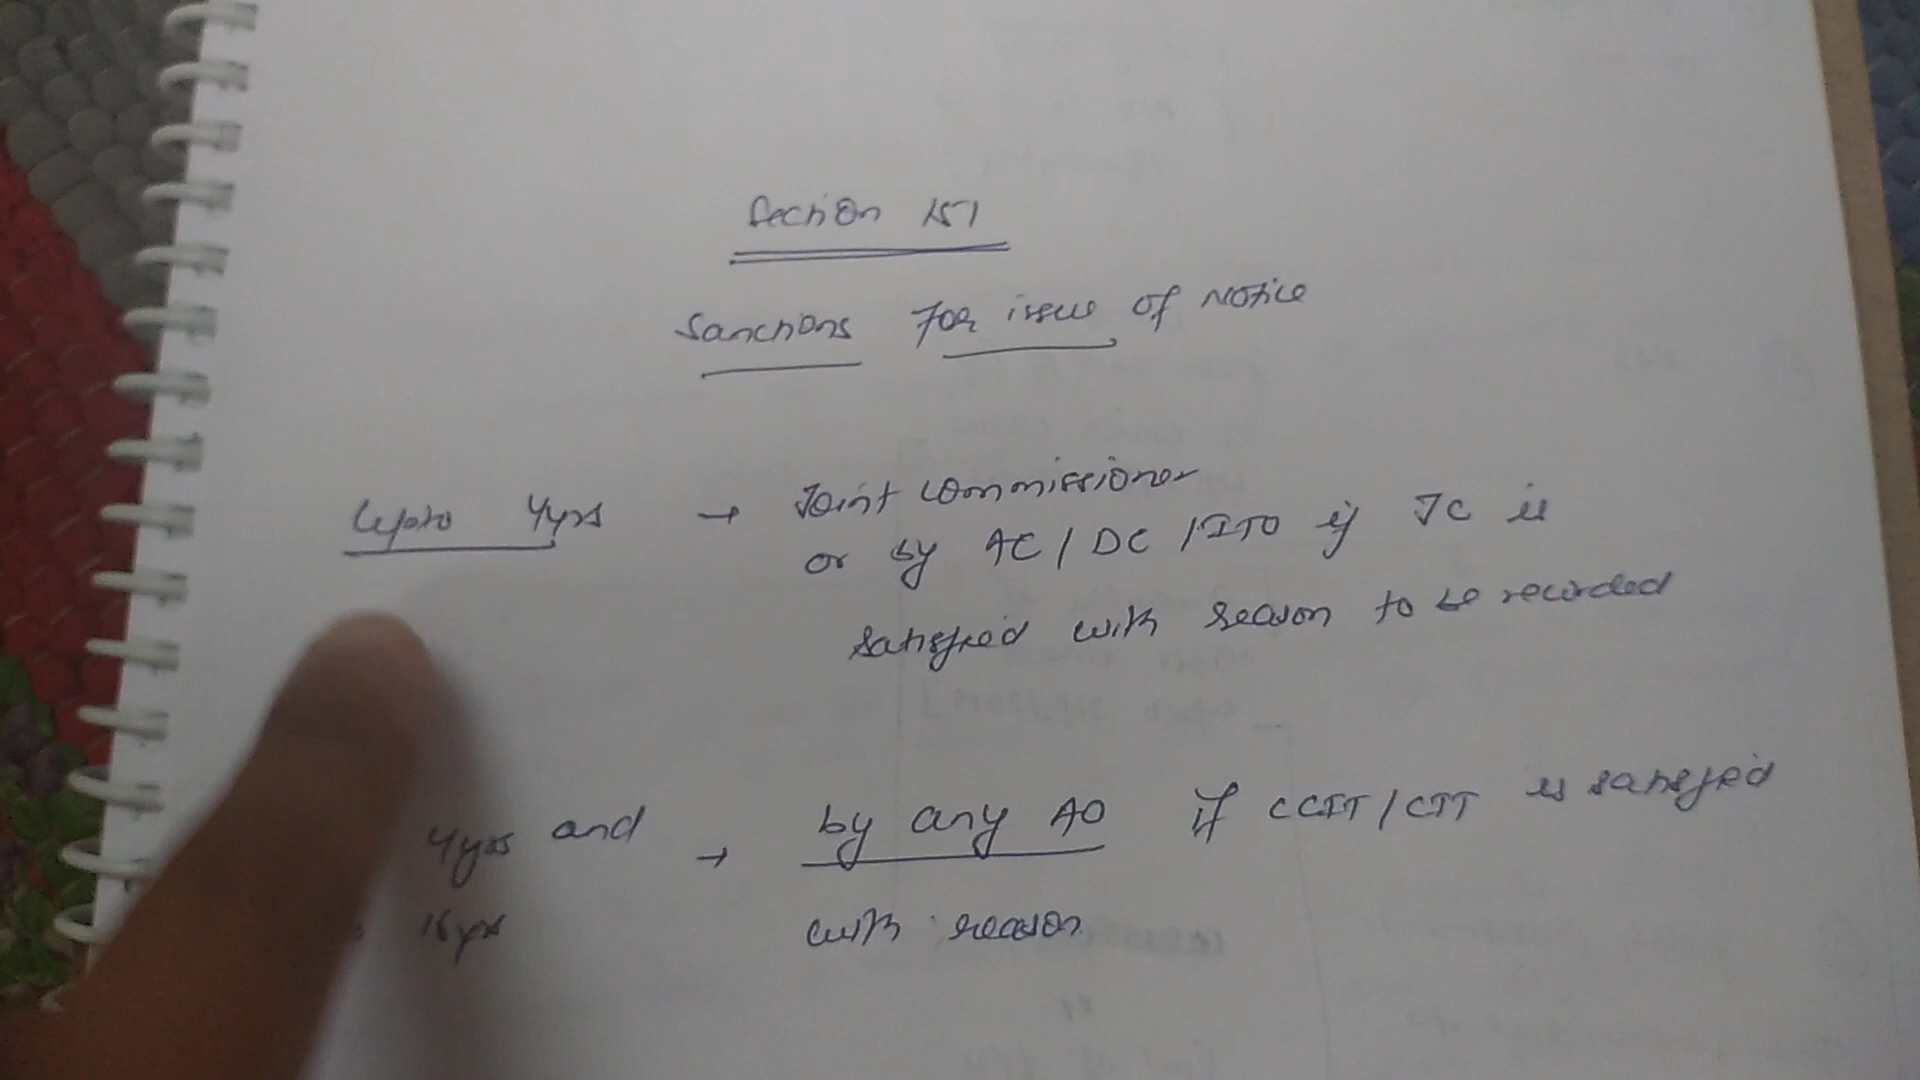 Section 151
Sanctions for issue of Notice
Upto 4yrs → Joint Commissioner
or by AC / DC / ITO if JC is
satisfied with reason to be recorded
4yrs and → by any AO if CCIT / CIT is satisfied
16yrs with reason